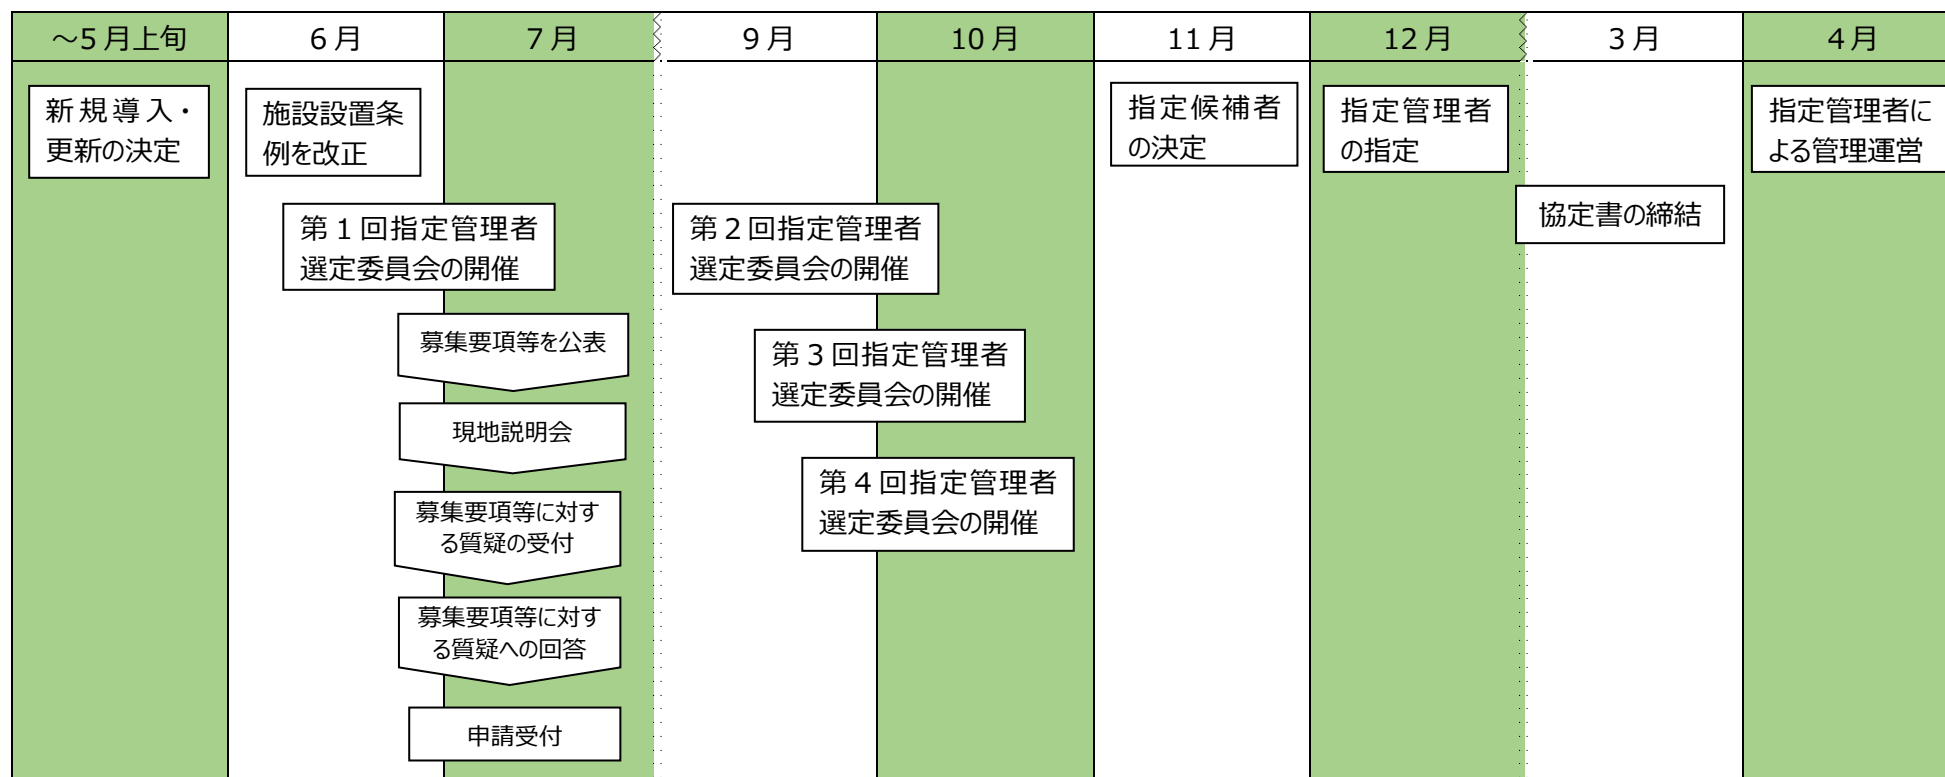 ～5月上旬
6月
7月
9月
10月
11月
12月
3月
4月
新規導入・
更新の決定
施設設置条
例を改正
指定候補者
の決定
指定管理者
の指定
指定管理者に
よる管理運営
協定書の締結
第1回指定管理者
選定委員会の開催
第2回指定管理者
選定委員会の開催
募集要項等を公表
第3回指定管理者
選定委員会の開催
現地説明会
第4回指定管理者
選定委員会の開催
募集要項等に対す
る質疑の受付
募集要項等に対す
る質疑への回答
申請受付